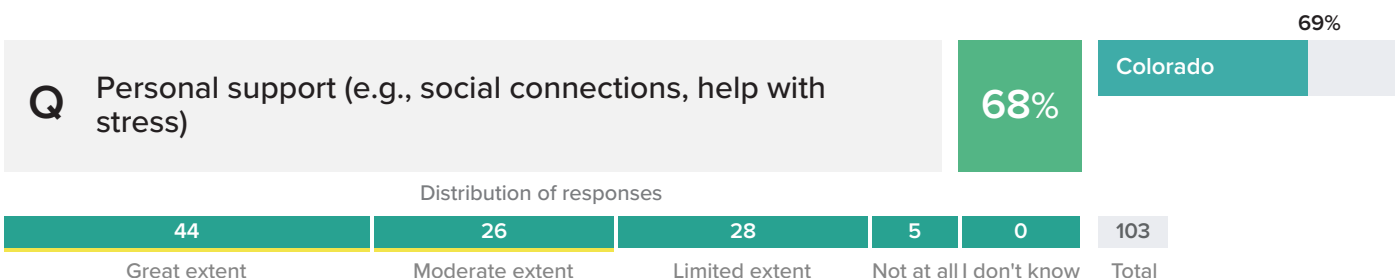 69%
Q
Personal support (e.g., social connections, help with
stress)
68%
Colorado
Distribution of responses
44 26 28 5 0 103
Great extent Moderate extent Limited extent Not at all I don't know Total